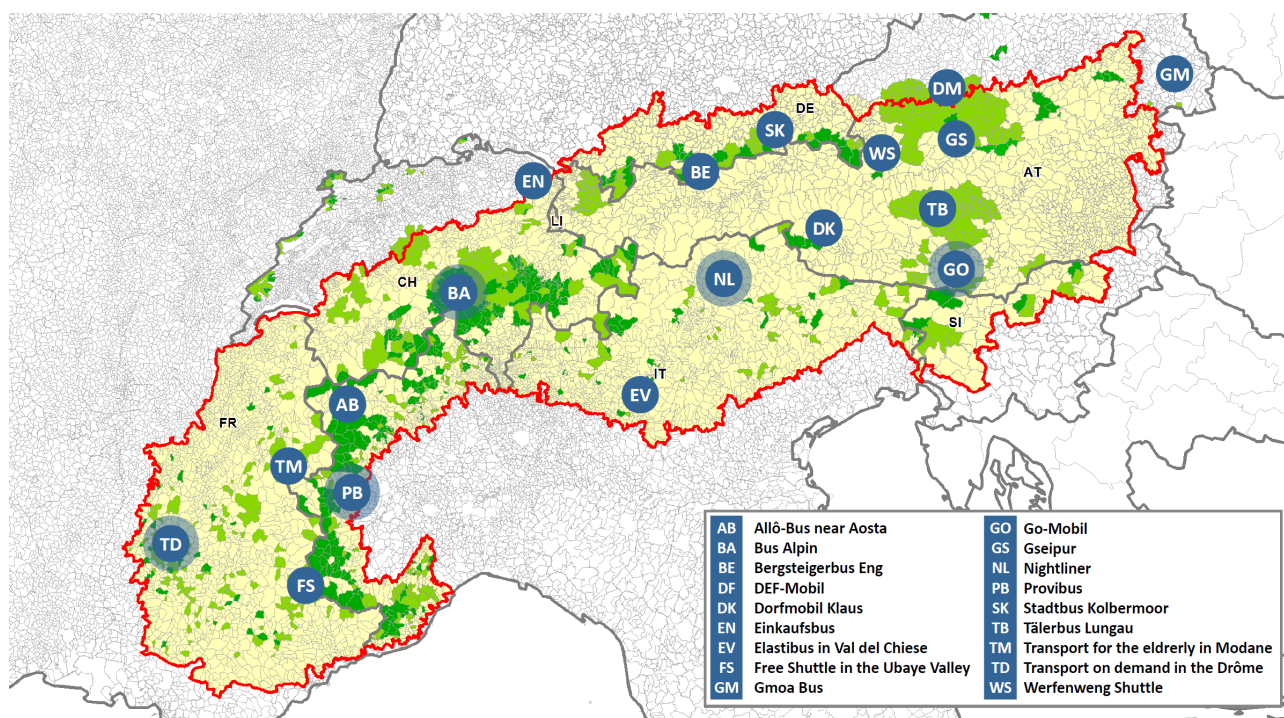 GM
DM
DE
SK
GS
WS
BE
AT
EN
TB
LI
DK
GO
NL
CH
BA
SI
IT
EV
AB
FR
TM
PB
TD
FS
AB Allô-Bus near Aosta
BA Bus Alpin
BE Bergsteigerbus Eng
DF DEF-Mobil
DK Dorfmobil Klaus
EN Einkaufsbus
EV Elastibus in Val del Chiese
FS Free Shuttle in the Ubaye Valley
GM Gmoa Bus
GO Go-Mobil
GS Gseipur
NL Nightliner
PB Provibus
SK Stadtbus Kolbermoor
TB Tälerbus Lungau
TM Transport for the eldrerly in Modane
TD Transport on demand in the Drôme
WS Werfenweng Shuttle